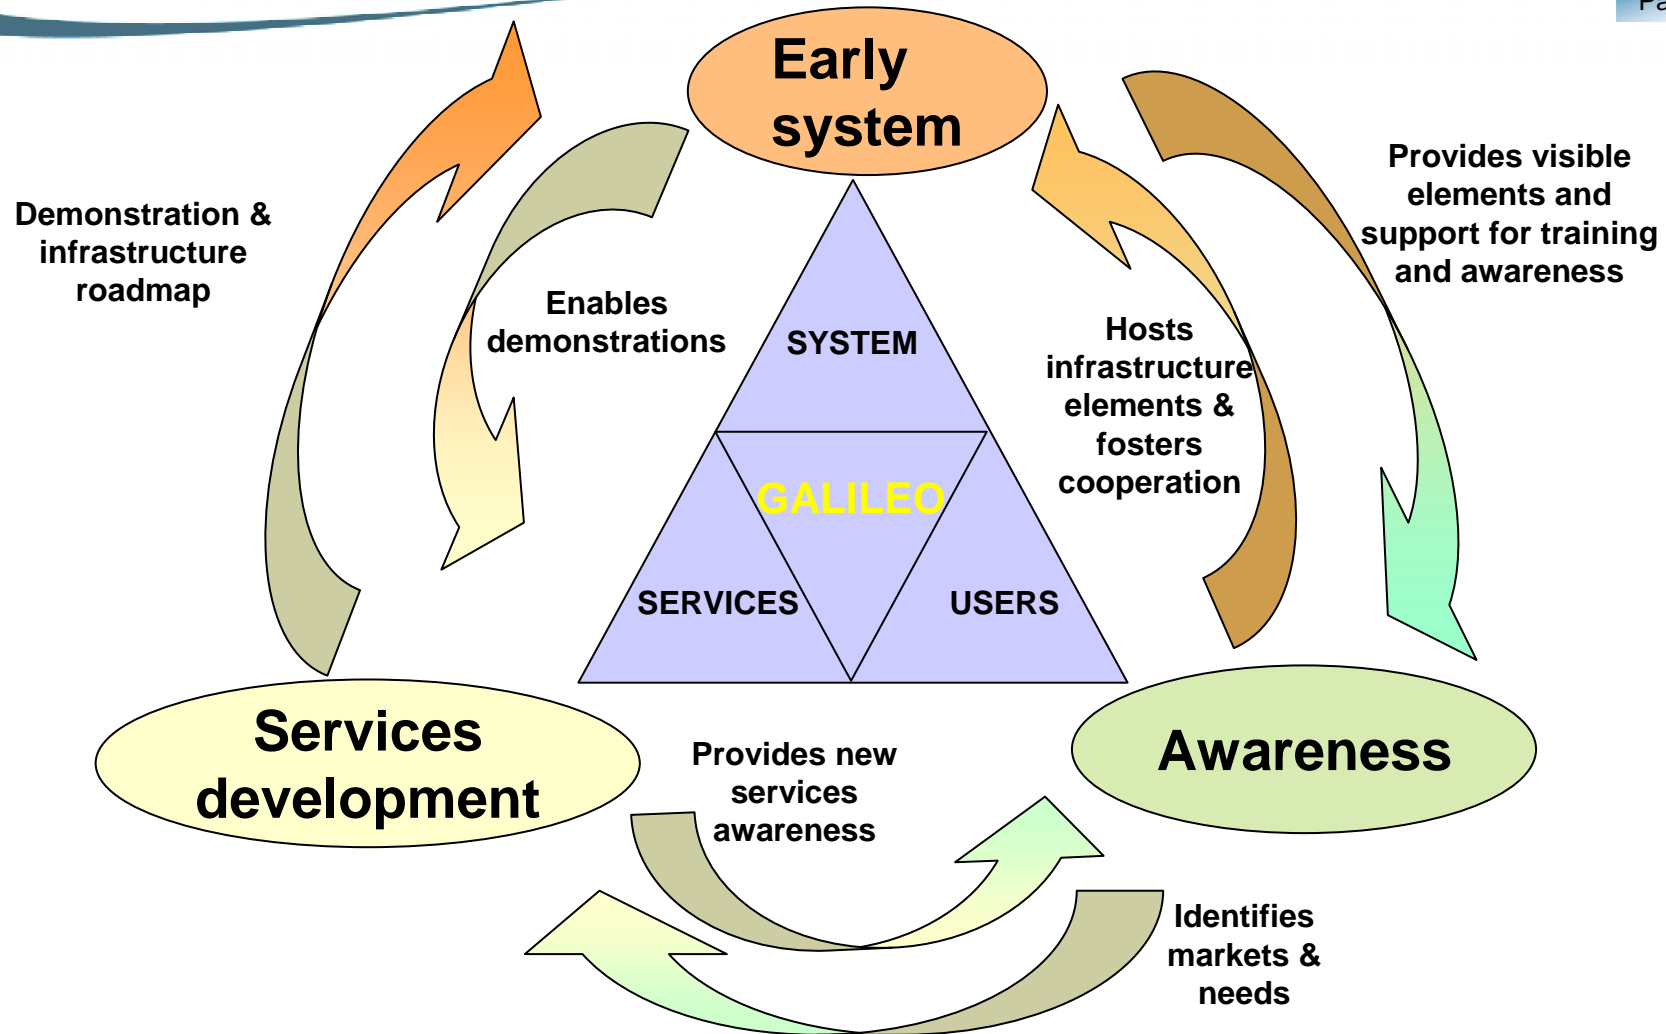 Early
system
Provides visible
elements and
support for training
and awareness
Demonstration &
infrastructure
roadmap
Enables
demonstrations
SYSTEM
Hosts
infrastructure
elements &
fosters
cooperation
GALILEO
SERVICES
USERS
Services
development
Awareness
Provides new
services
awareness
Identifies
markets &
needs